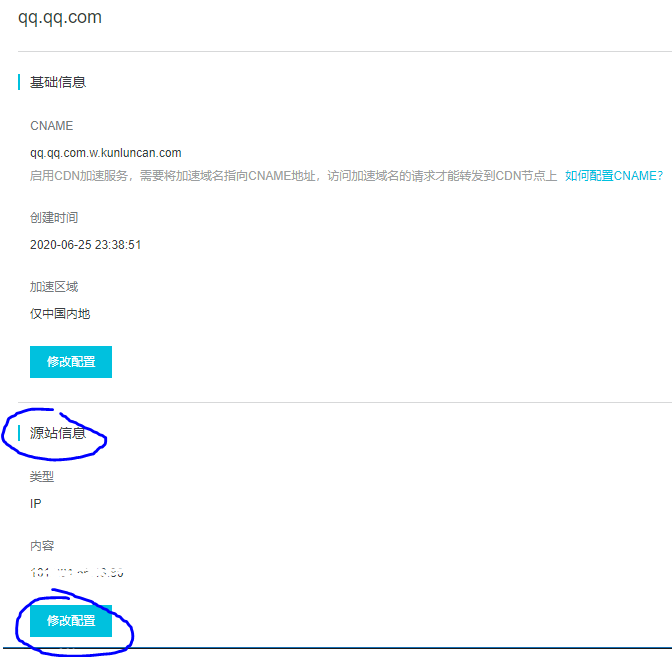 qq.qq.com
基础信息
CNAME
qq.qq.com.w.kunluncan.com
启用CDN加速服务，需要将加速域名指向CNAME地址，访问加速域名的请求才能转发到CDN节点上 如何配置CNAME?
创建时间
2020-06-25 23:38:51
加速区域
仅中国内地
修改配置
源站信息
类型
IP
内容
修改配置